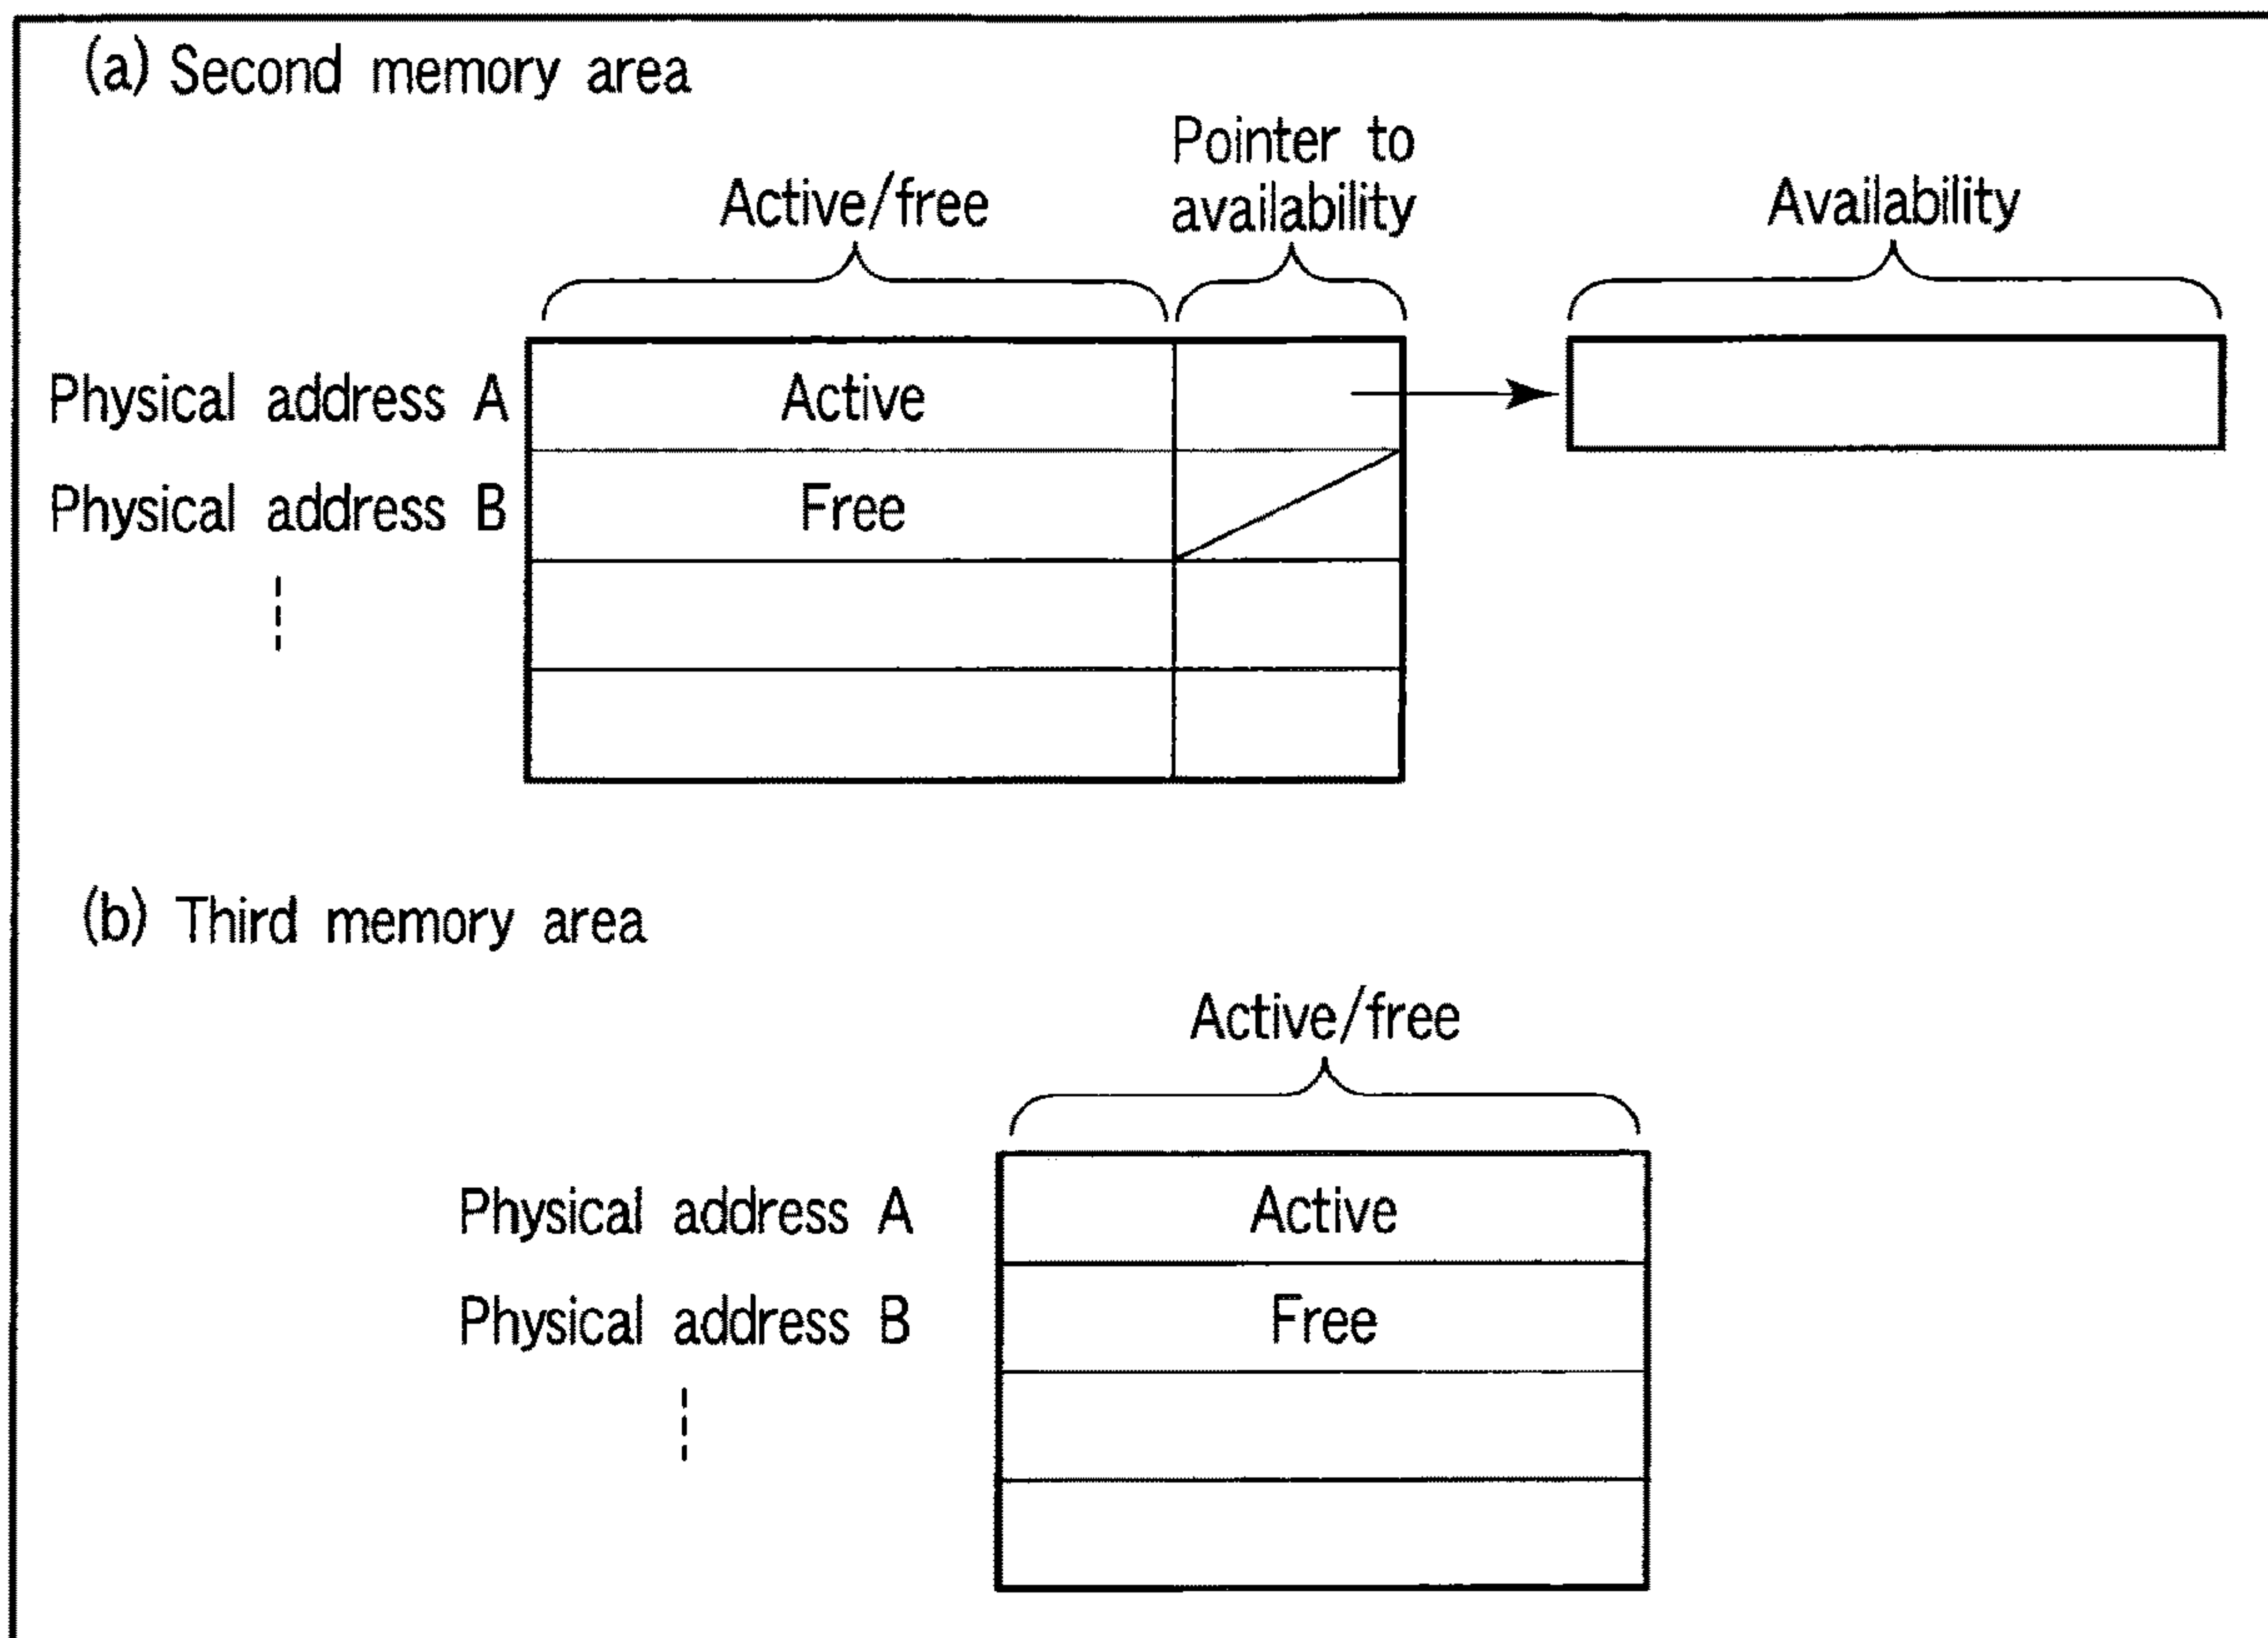 (a) Second memory area
Pointer to
availability
Active/free
Availability
Physical address A
Active
Physical address B
Free
(b) Third memory area
Active/free
Physical address A
Active
Physical address B
Free